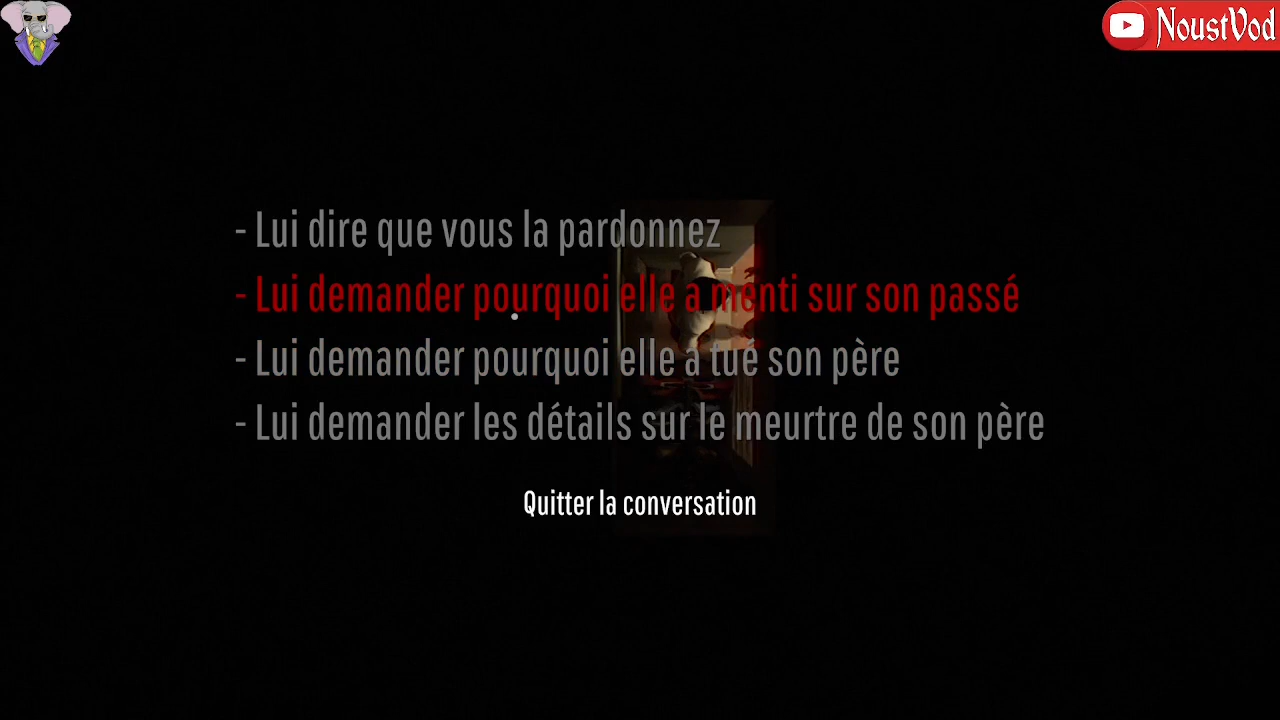 NoustVod
- Lui dire que vous la pardonnez
- Lui demander pourquoi elle a menti sur son passé
- Lui demander pourquoi elle a tué son père
- Lui demander les détails sur le meurtre de son père
Quitter la conversation